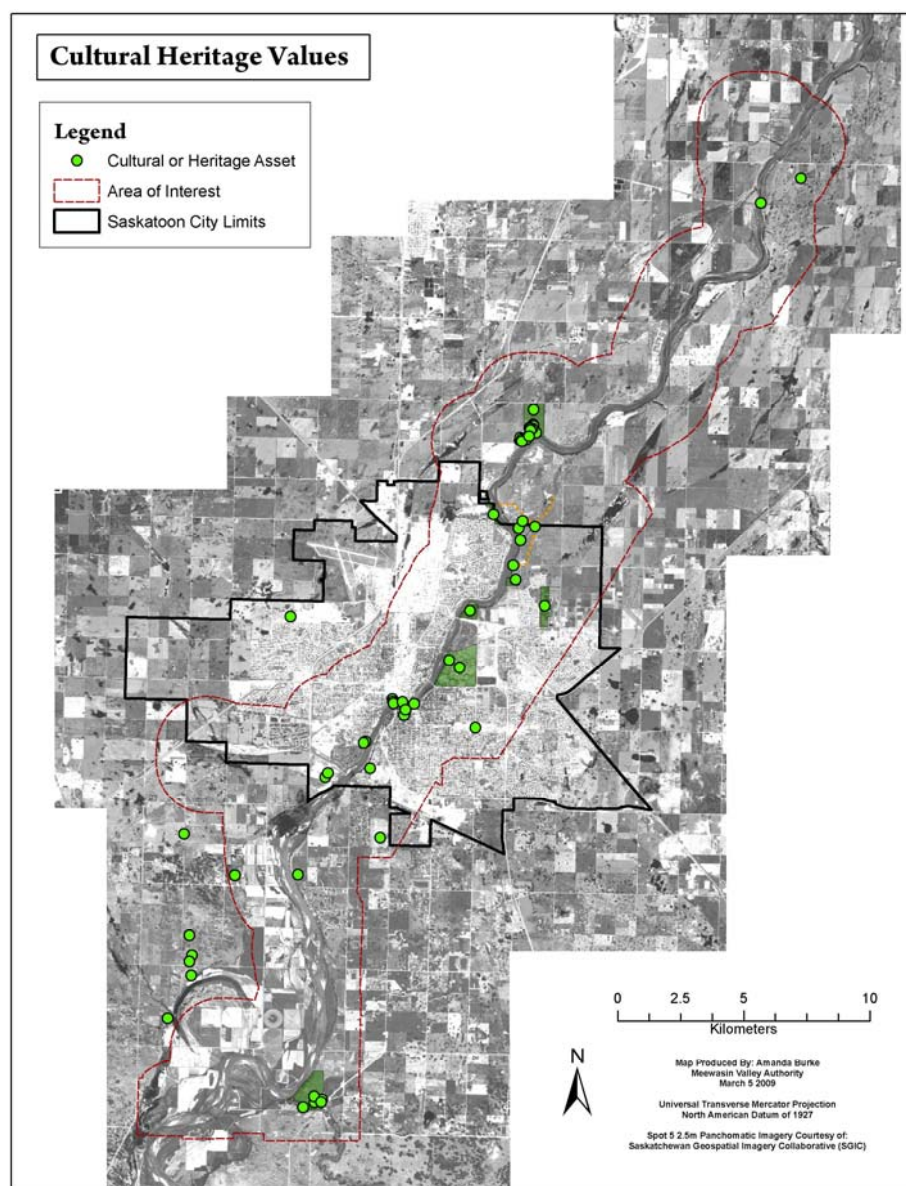 Cultural Heritage Values
Legend
Cultural or Heritage Asset
Area of Interest
Saskatoon City Limits
0 2.5 5 10
Kilometers
N
Map Produced By: Amanda Burke
Meewasin Valley Authority
March 5 2009
Universal Transverse Mercator Projection
North American Datum of 1927
Spot 5 2.5m Panchomatic Imagery Courtesy of:
Saskatchewan Geospatial Imagery Collaborative (SGIC)